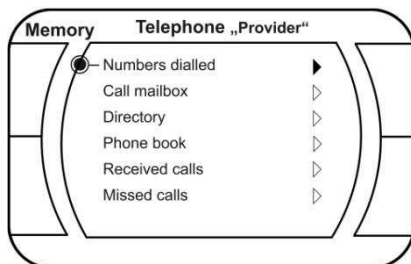 Memory Telephone „Provider“
Numbers dialled
Call mailbox
Directory
Phone book
Received calls
Missed calls